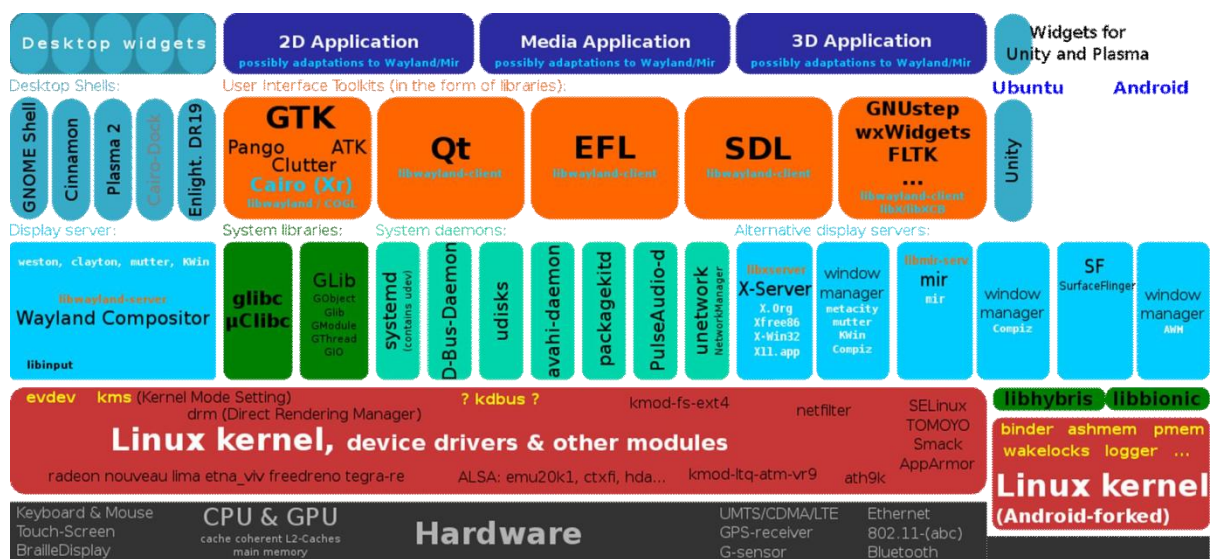 Desktop widgets
2D Application
possibly adaptations to Wayland/Mir
Media Application
possibly adaptations to Wayland/Mir
3D Application
possibly adaptations to Wayland/Mir
Widgets for
Unity and Plasma
Desktop Shells:
User Interface Toolkits (in the form of libraries):
Ubuntu
Android
GNOME Shell
Cinnamon
Plasma 2
Cairo-Dock
Enlight. DR19
GTK
Pango ATK
Clutter
Cairo (Xr)
libwayland / COGL
Qt
libwayland-client
EFL
libwayland-client
SDL
libwayland-client
GNUstep
wxWidgets
FLTK
...
libwayland-client
libX/libXCB
Unity
Display server:
System libraries:
System daemons:
Alternative display servers:
weston, clayton, mutter, KWin
libwayland-server
Wayland Compositor
libinput
glibc
µClibc
GLib
GObject
Glib
GModule
GThread
GIO
systemd
(contains udev)
D-Bus-Daemon
udisks
avahi-daemon
packagekitd
PulseAudio-d
unetwork
NetworkManager
libxserver
X-Server
X.Org
Xfree86
X-Win32
X11.app
window
manager
metacity
mutter
KWin
Compiz
libmir-serv
mir
mir
window
manager
Compiz
SF
SurfaceFlinger
window
manager
AWM
evdev kms (Kernel Mode Setting)
drm (Direct Rendering Manager)
? kdbus ?
kmod-fs-ext4
netfilter
SELinux
TOMOYO
Smack
AppArmor
Linux kernel, device drivers & other modules
radeon nouveau lima etna_viv freedreno tegra-re
ALSA: emu20k1, ctxfi, hda...
kmod-ltq-atm-vr9
ath9k
libhybris
libbionic
binder ashmem pmem
wakelocks logger ...
Linux kernel
(Android-forked)
Keyboard & Mouse
Touch-Screen
BrailleDisplay
CPU & GPU
cache coherent L2-Caches
main memory
Hardware
UMTS/CDMA/LTE
GPS-receiver
G-sensor
Ethernet
802.11-(abc)
Bluetooth